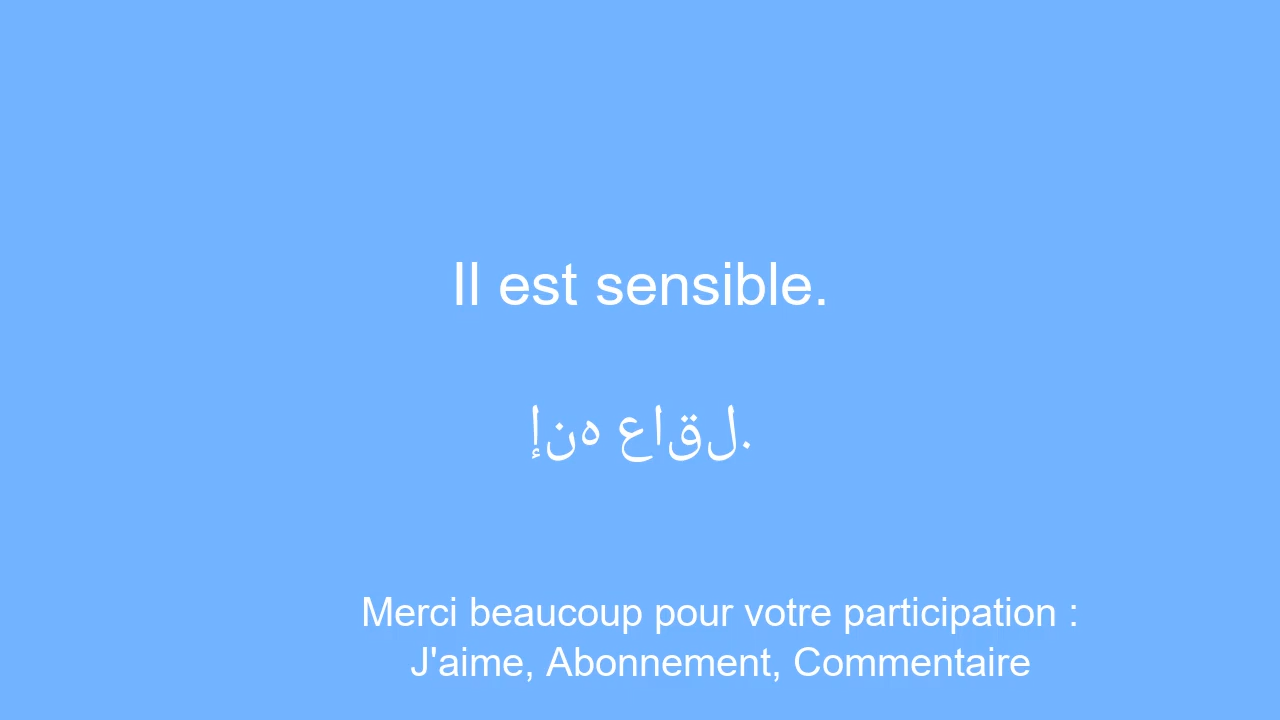 Il est sensible.
إنه عاقل.
Merci beaucoup pour votre participation :
J'aime, Abonnement, Commentaire